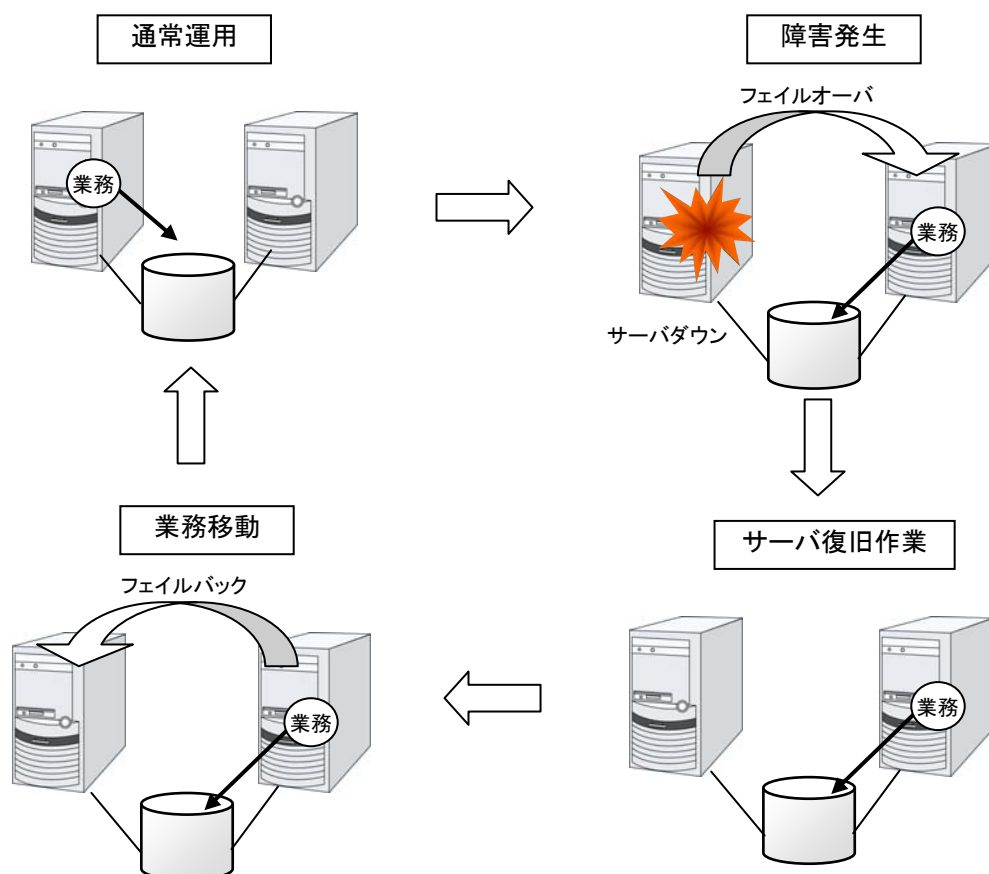 通常運用
障害発生
フェイルオーバ
業務
業務
サーバダウン
業務移動
サーバ復旧作業
フェイルバック
業務
業務